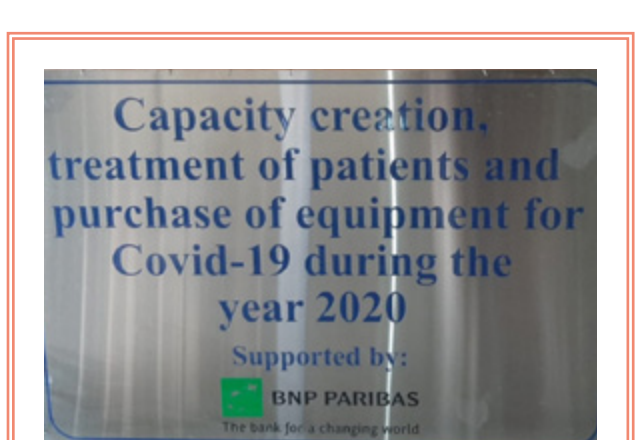 Capacity creation,
treatment of patients and
purchase of equipment for
Covid-19 during the
year 2020
Supported by:
BNP PARIBAS
The bank for a changing world